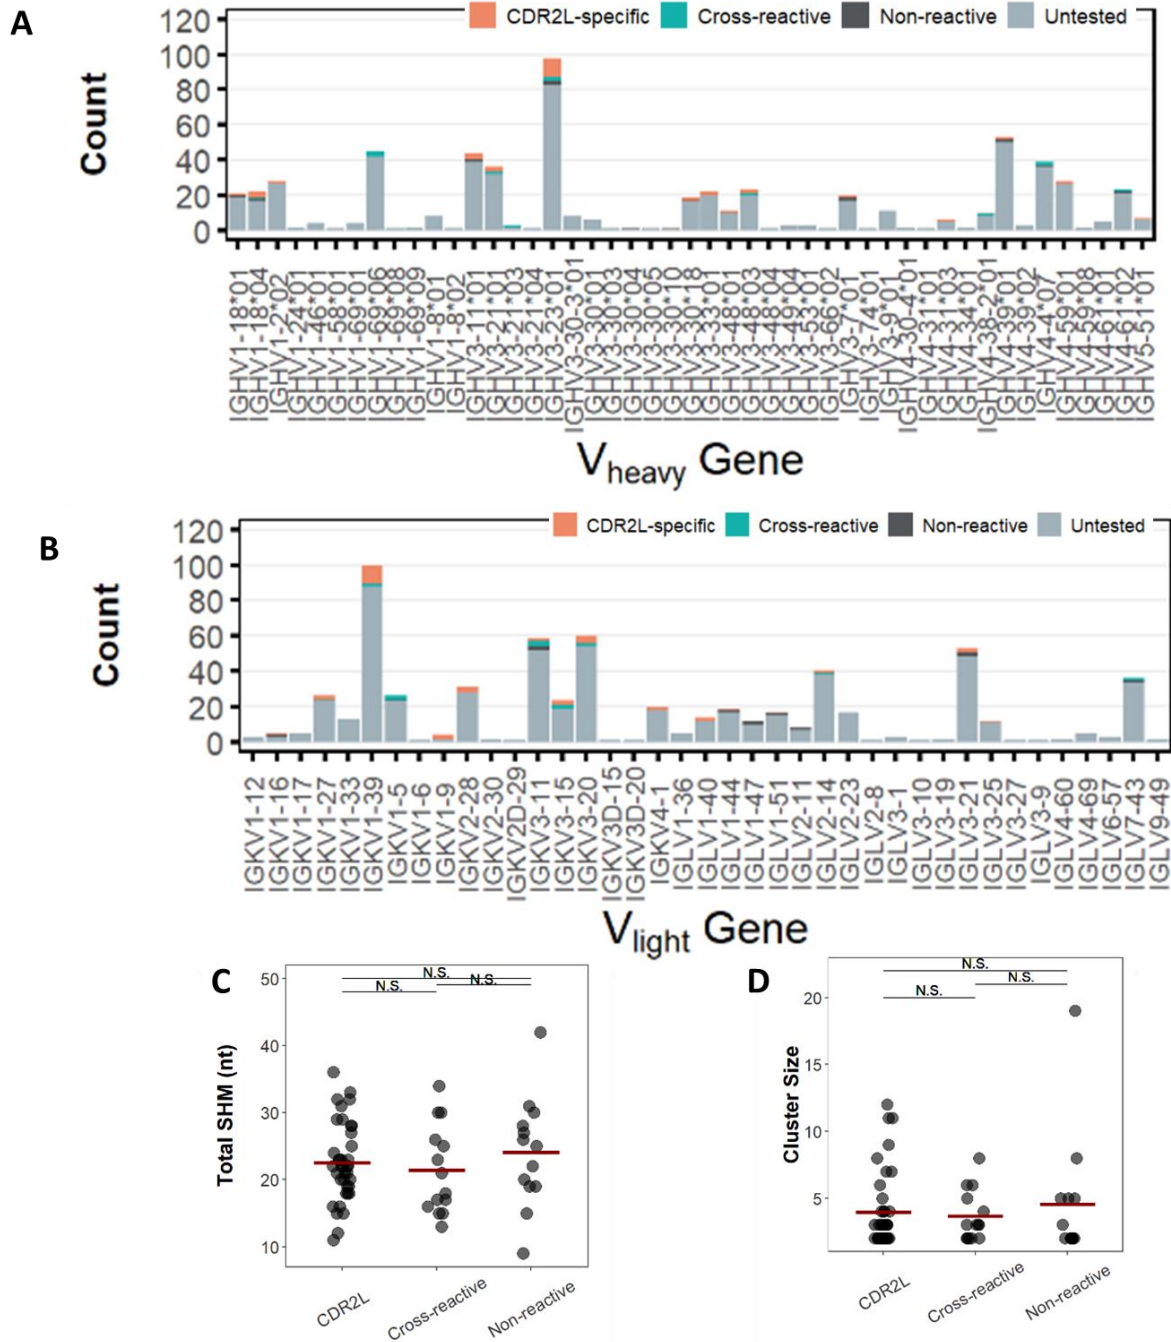 A
CDR2L-specific Cross-reactive Non-reactive Untested
120
100
80
60
40
20
0
Count
IGHV1-18*01
IGHV1-18*04
IGHV1-2*02
IGHV1-24*01
IGHV1-46*01
IGHV1-58*01
IGHV1-69*01
IGHV1-69*06
IGHV1-69*08
IGHV1-69*09
IGHV1-8*01
IGHV1-8*02
IGHV3-11*01
IGHV3-21*01
IGHV3-21*03
IGHV3-21*04
IGHV3-23*01
IGHV3-30-3*01
IGHV3-30*01
IGHV3-30*03
IGHV3-30*04
IGHV3-30*05
IGHV3-30*10
IGHV3-30*18
IGHV3-33*01
IGHV3-48*01
IGHV3-48*03
IGHV3-48*04
IGHV3-49*04
IGHV3-53*01
IGHV3-66*02
IGHV3-7*01
IGHV3-74*01
IGHV3-9*01
IGHV4-30-4*01
IGHV4-31*01
IGHV4-31*03
IGHV4-34*01
IGHV4-38-2*01
IGHV4-39*01
IGHV4-39*02
IGHV4-4*07
IGHV4-59*01
IGHV4-59*08
IGHV4-61*01
IGHV4-61*02
IGHV5-51*01
Vheavy Gene
B
CDR2L-specific Cross-reactive Non-reactive Untested
120
100
80
60
40
20
0
Count
IGKV1-12
IGKV1-16
IGKV1-17
IGKV1-27
IGKV1-33
IGKV1-39
IGKV1-5
IGKV1-6
IGKV1-9
IGKV2-28
IGKV2-30
IGKV2D-29
IGKV3-11
IGKV3-15
IGKV3-20
IGKV3D-15
IGKV3D-20
IGKV4-1
IGLV1-36
IGLV1-40
IGLV1-44
IGLV1-47
IGLV1-51
IGLV2-11
IGLV2-14
IGLV2-23
IGLV2-8
IGLV3-1
IGLV3-10
IGLV3-19
IGLV3-21
IGLV3-25
IGLV3-27
IGLV3-9
IGLV4-60
IGLV4-69
IGLV6-57
IGLV7-43
IGLV9-49
Vlight Gene
C
N.S.
N.S.
N.S.
50
40
30
20
10
Total SHM (nt)
CDR2L
Cross-reactive
Non-reactive
D
N.S.
N.S.
N.S.
20
15
10
5
Cluster Size
CDR2L
Cross-reactive
Non-reactive